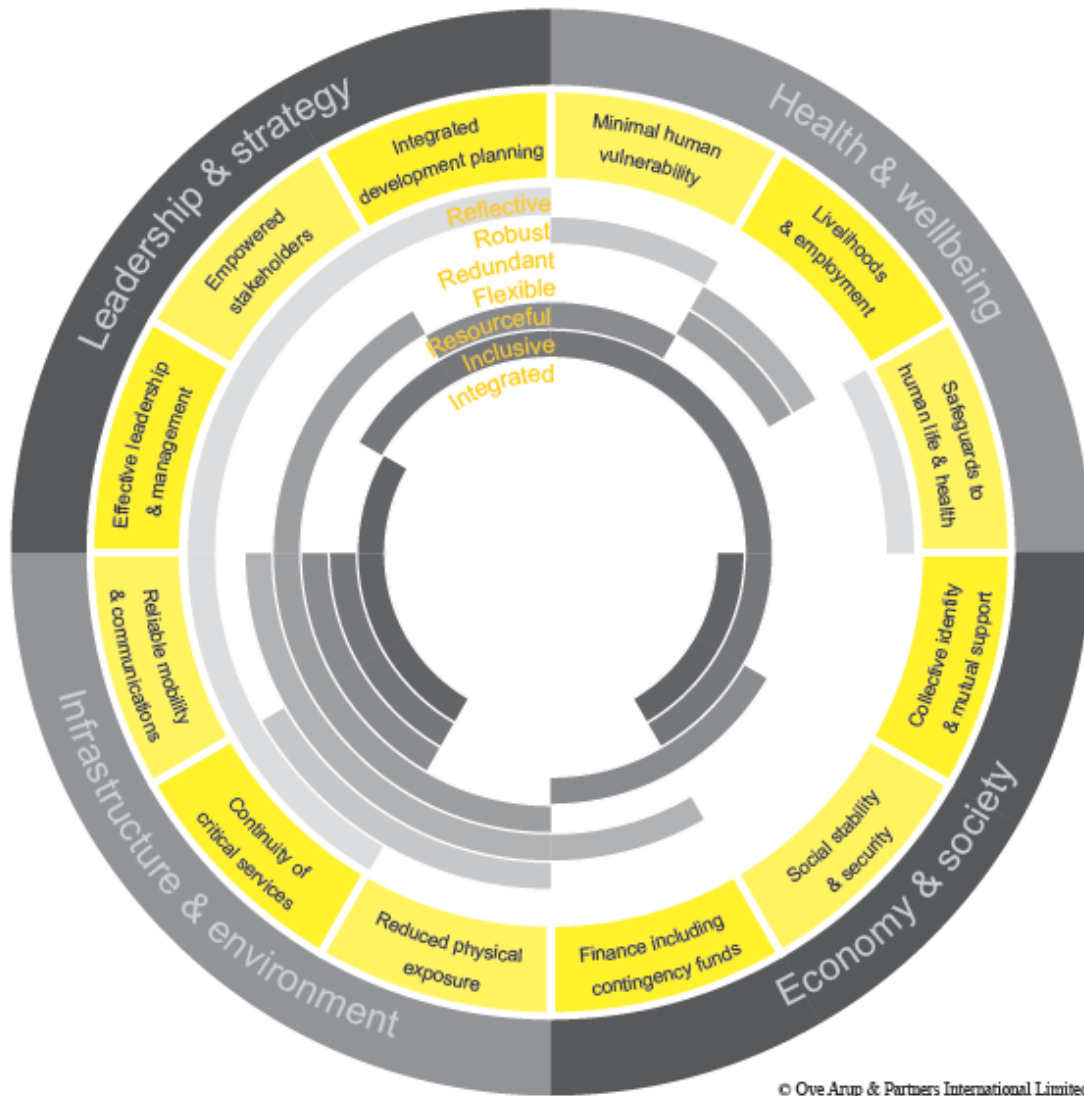 Leadership & strategy
Health & wellbeing
Economy & society
Infrastructure & environment
Minimal human
vulnerability
Livelihoods
& employment
Safeguards to
human life & health
Collective identity
& mutual support
Social stability
& security
Finance including
contingency funds
Reduced physical
exposure
Continuity of
critical services
Reliable mobility
& communications
Effective leadership
& management
Empowered
stakeholders
Integrated
development planning
Reflective
Robust
Redundant
Flexible
Resourceful
Inclusive
Integrated
© Ove Arup & Partners International Limited